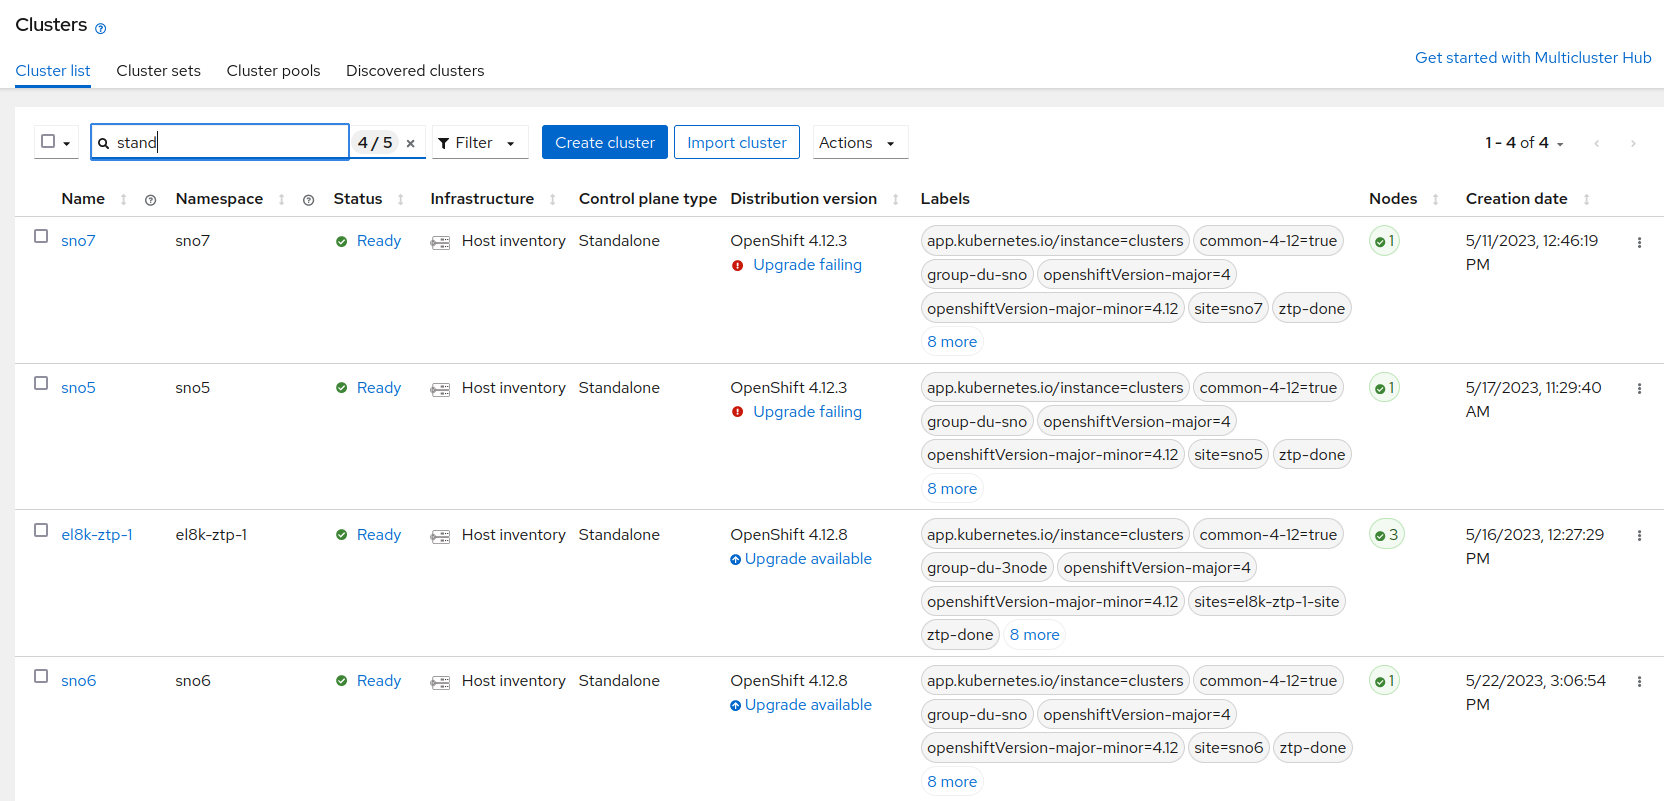 Clusters
Get started with Multicluster Hub
Cluster list Cluster sets Cluster pools Discovered clusters
stand 4 / 5 × Filter Create cluster Import cluster Actions 1 - 4 of 4
Name Namespace Status Infrastructure Control plane type Distribution version Labels Nodes Creation date
sno7 sno7 Ready Host inventory Standalone OpenShift 4.12.3 app.kubernetes.io/instance=clusters common-4-12=true 1 5/11/2023, 12:46:19
Upgrade failing group-du-sno openshiftVersion-major=4 PM
openshiftVersion-major-minor=4.12 site=sno7 ztp-done
8 more
sno5 sno5 Ready Host inventory Standalone OpenShift 4.12.3 app.kubernetes.io/instance=clusters common-4-12=true 1 5/17/2023, 11:29:40
Upgrade failing group-du-sno openshiftVersion-major=4 AM
openshiftVersion-major-minor=4.12 site=sno5 ztp-done
8 more
el8k-ztp-1 el8k-ztp-1 Ready Host inventory Standalone OpenShift 4.12.8 app.kubernetes.io/instance=clusters common-4-12=true 3 5/16/2023, 12:27:29
Upgrade available group-du-3node openshiftVersion-major=4 PM
openshiftVersion-major-minor=4.12 sites=el8k-ztp-1-site
ztp-done 8 more
sno6 sno6 Ready Host inventory Standalone OpenShift 4.12.8 app.kubernetes.io/instance=clusters common-4-12=true 1 5/22/2023, 3:06:54
Upgrade available group-du-sno openshiftVersion-major=4 PM
openshiftVersion-major-minor=4.12 site=sno6 ztp-done
8 more